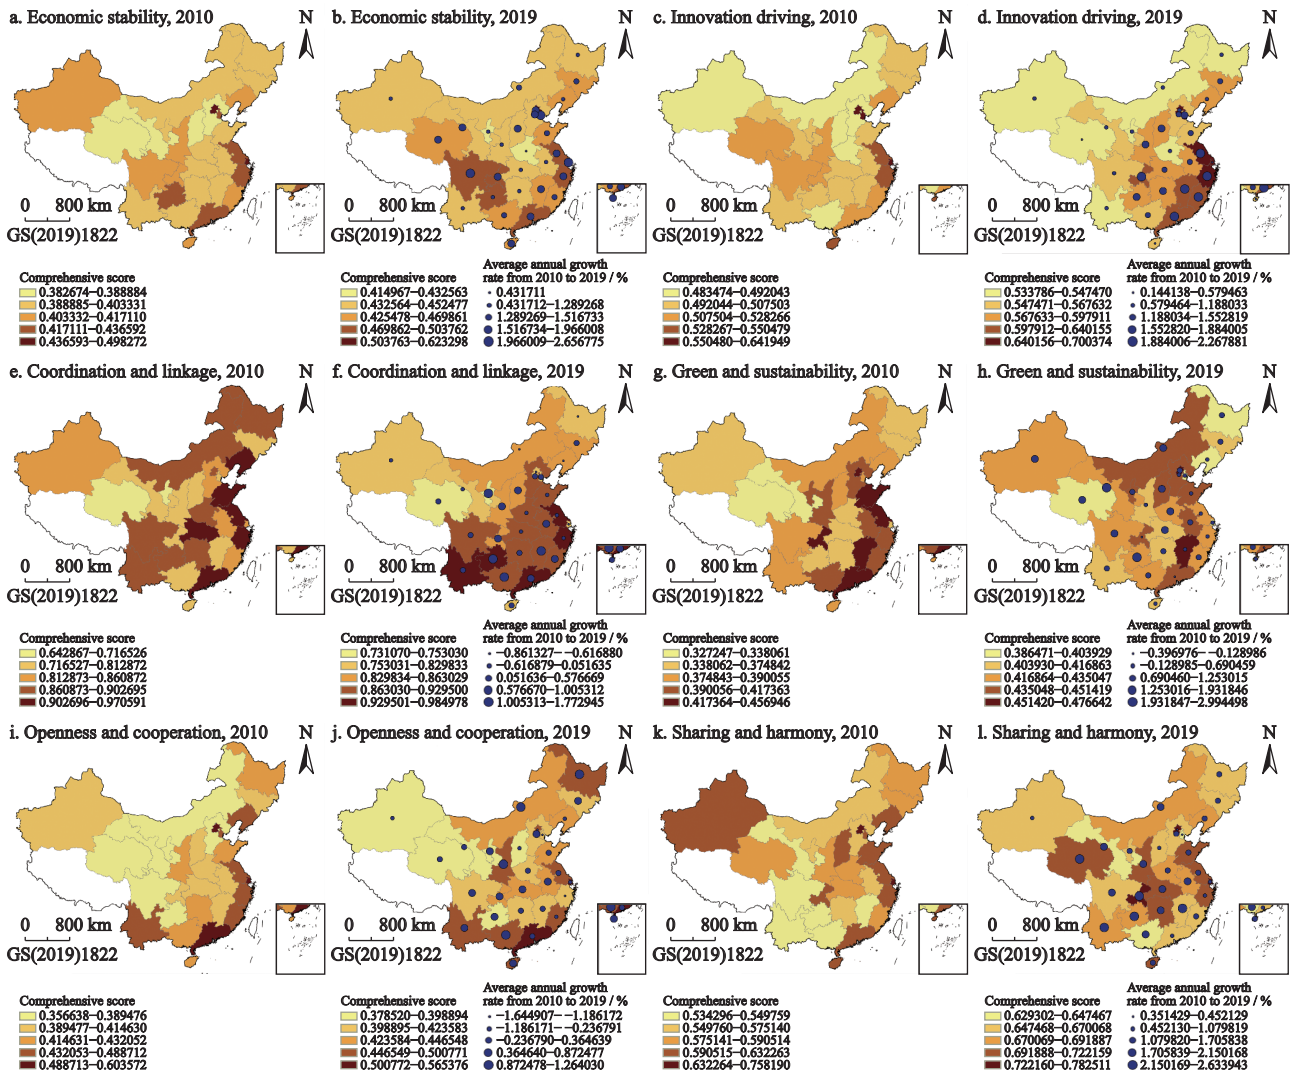 a. Economic stability, 2010
N
0 800 km
GS(2019)1822
Comprehensive score
0.382674−0.388884
0.388885−0.403331
0.403332−0.417110
0.417111−0.436592
0.436593−0.498272
b. Economic stability, 2019
N
0 800 km
GS(2019)1822
Comprehensive score
0.414967−0.432563
0.432564−0.452477
0.425478−0.469861
0.469862−0.503762
0.503763−0.623298
Average annual growth
rate from 2010 to 2019 / %
0.431711
0.431712−1.289268
1.289269−1.516733
1.516734−1.966008
1.966009−2.656775
c. Innovation driving, 2010
N
0 800 km
GS(2019)1822
Comprehensive score
0.483474−0.492043
0.492044−0.507503
0.507504−0.528266
0.528267−0.550479
0.550480−0.641949
d. Innovation driving, 2019
N
0 800 km
GS(2019)1822
Comprehensive score
0.533786−0.547470
0.547471−0.567632
0.567633−0.597911
0.597912−0.640155
0.640156−0.700374
Average annual growth
rate from 2010 to 2019 / %
0.144138−0.579463
0.579464−1.188033
1.188034−1.552819
1.552820−1.884005
1.884006−2.267881
e. Coordination and linkage, 2010
N
0 800 km
GS(2019)1822
Comprehensive score
0.642867−0.716526
0.716527−0.812872
0.812873−0.860872
0.860873−0.902695
0.902696−0.970591
f. Coordination and linkage, 2019
N
0 800 km
GS(2019)1822
Comprehensive score
0.731070−0.753030
0.753031−0.829833
0.829834−0.863029
0.863030−0.929500
0.929501−0.984978
Average annual growth
rate from 2010 to 2019 / %
−0.861327−−0.616880
−0.616879−0.051635
0.051636−0.576669
0.576670−1.005312
1.005313−1.772945
g. Green and sustainability, 2010
N
0 800 km
GS(2019)1822
Comprehensive score
0.327247−0.338061
0.338062−0.374842
0.374843−0.390055
0.390056−0.417363
0.417364−0.456946
h. Green and sustainability, 2019
N
0 800 km
GS(2019)1822
Comprehensive score
0.386471−0.403929
0.403930−0.416863
0.416864−0.435047
0.435048−0.451419
0.451420−0.476642
Average annual growth
rate from 2010 to 2019 / %
−0.396976−−0.128986
−0.128985−0.690459
0.690460−1.253015
1.253016−1.931846
1.931847−2.994498
i. Openness and cooperation, 2010
N
0 800 km
GS(2019)1822
Comprehensive score
0.356638−0.389476
0.389477−0.414630
0.414631−0.432052
0.432053−0.488712
0.488713−0.603572
j. Openness and cooperation, 2019
N
0 800 km
GS(2019)1822
Comprehensive score
0.378520−0.398894
0.398895−0.423583
0.423584−0.446548
0.446549−0.500771
0.500772−0.565376
Average annual growth
rate from 2010 to 2019 / %
−1.644907−−1.186172
−1.186171−−0.236791
−0.236790−0.364639
0.364640−0.872477
0.872478−1.264030
k. Sharing and harmony, 2010
N
0 800 km
GS(2019)1822
Comprehensive score
0.534296−0.549759
0.549760−0.575140
0.575141−0.590514
0.590515−0.632263
0.632264−0.758190
l. Sharing and harmony, 2019
N
0 800 km
GS(2019)1822
Comprehensive score
0.629302−0.647467
0.647468−0.670068
0.670069−0.691887
0.691888−0.722159
0.722160−0.782511
Average annual growth
rate from 2010 to 2019 / %
0.351429−0.452129
0.452130−1.079819
1.079820−1.705838
1.705839−2.150168
2.150169−2.633943